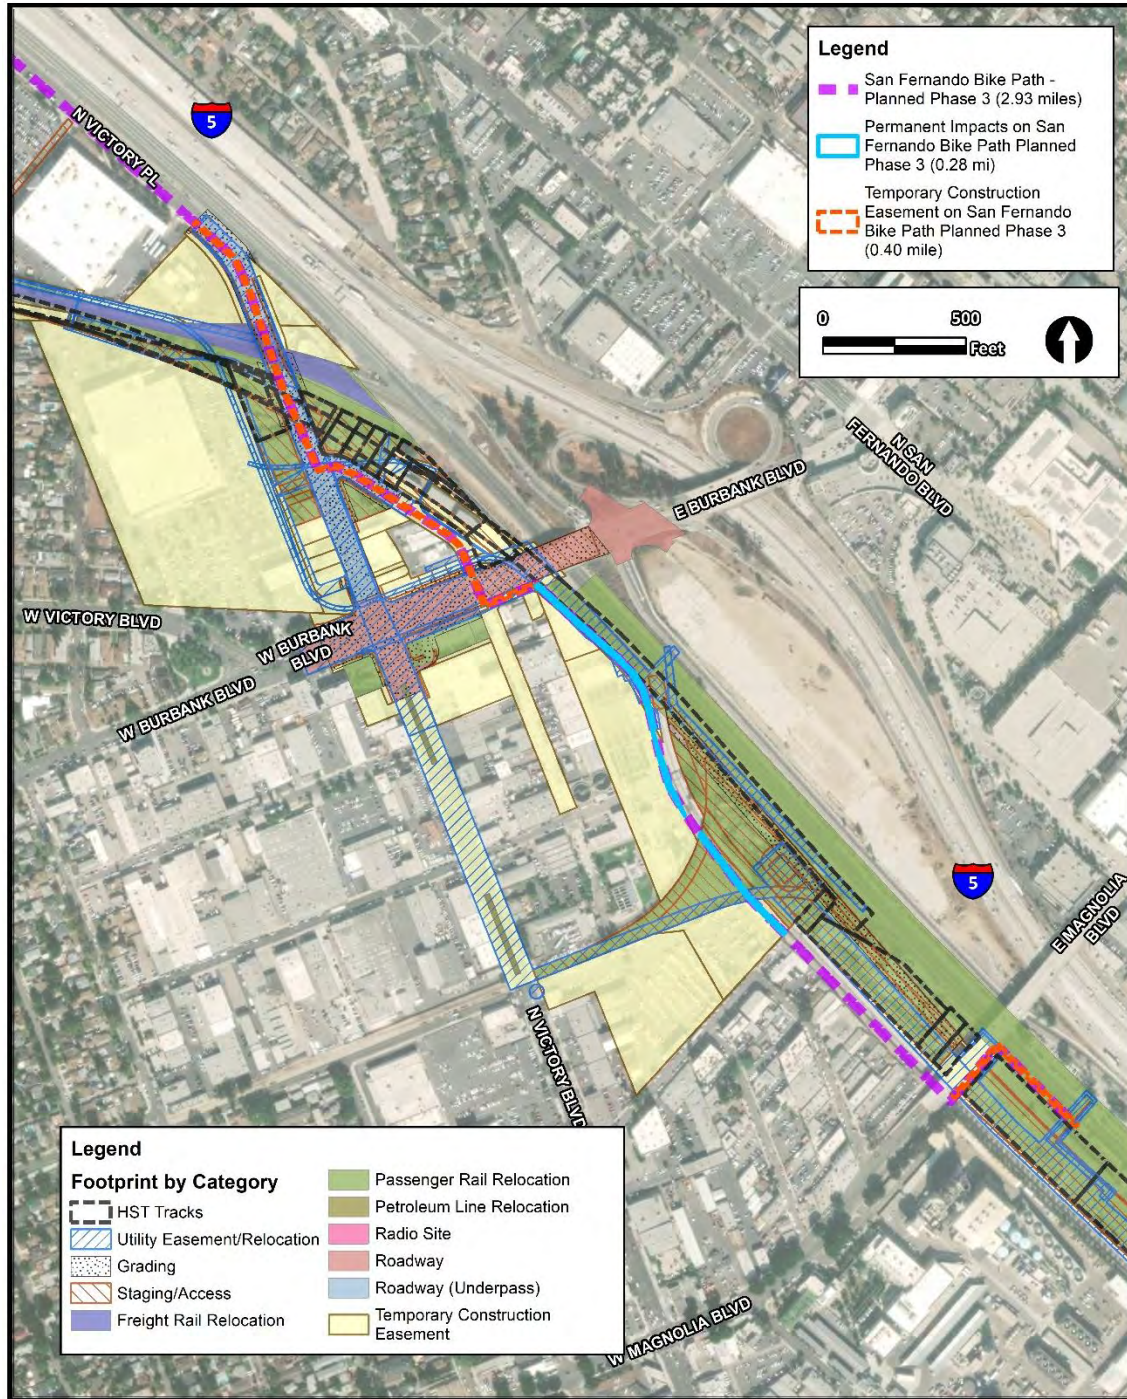 Legend
San Fernando Bike Path -
Planned Phase 3 (2.93 miles)
Permanent Impacts on San
Fernando Bike Path Planned
Phase 3 (0.28 mi)
Temporary Construction
Easement on San Fernando
Bike Path Planned Phase 3
(0.40 mile)
0 500
Feet
5
N VICTORY PL
N SAN
FERNANDO BLVD
E BURBANK BLVD
W VICTORY BLVD
W BURBANK
BLVD
W BURBANK BLVD
5
E MAGNOLIA
BLVD
N VICTORY BLVD
W MAGNOLIA BLVD
Legend
Footprint by Category
HST Tracks
Utility Easement/Relocation
Grading
Staging/Access
Freight Rail Relocation
Passenger Rail Relocation
Petroleum Line Relocation
Radio Site
Roadway
Roadway (Underpass)
Temporary Construction
Easement